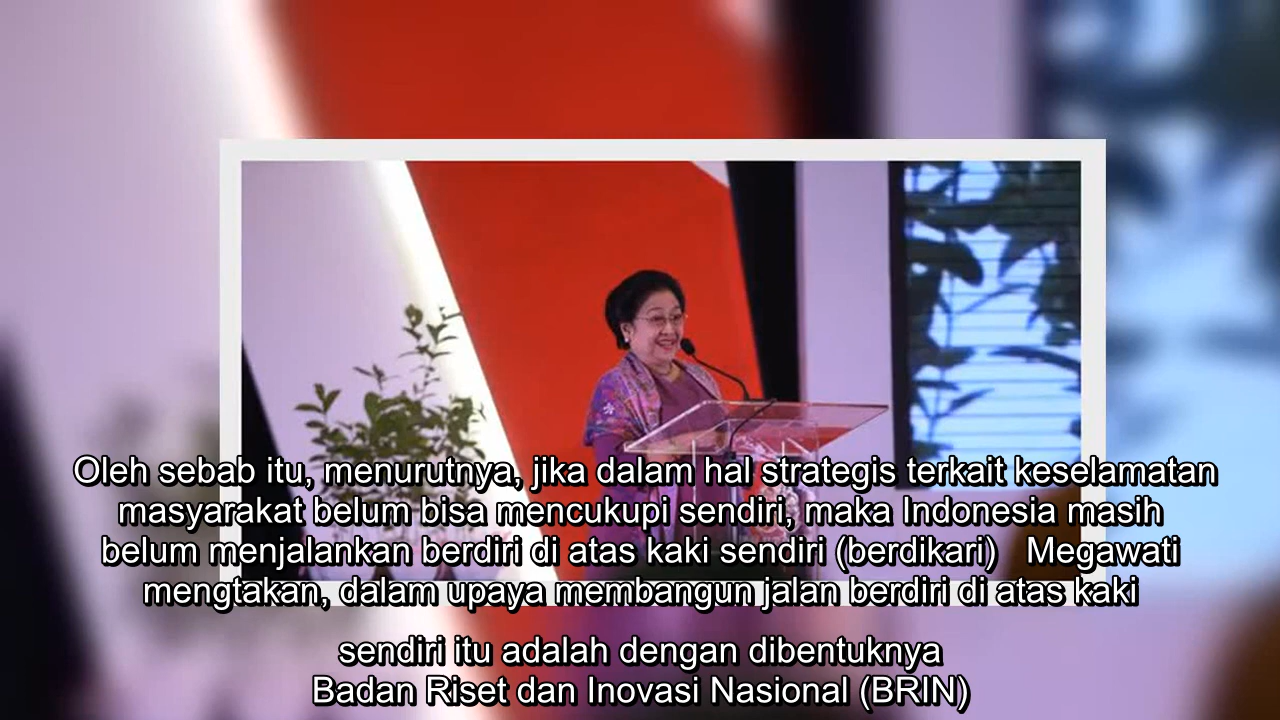 Oleh sebab itu, menurutnya, jika dalam hal strategis terkait keselamatan
masyarakat belum bisa mencukupi sendiri, maka Indonesia masih
belum menjalankan berdiri di atas kaki sendiri (berdikari)   Megawati
mengtakan, dalam upaya membangun jalan berdiri di atas kaki
sendiri itu adalah dengan dibentuknya
Badan Riset dan Inovasi Nasional (BRIN)